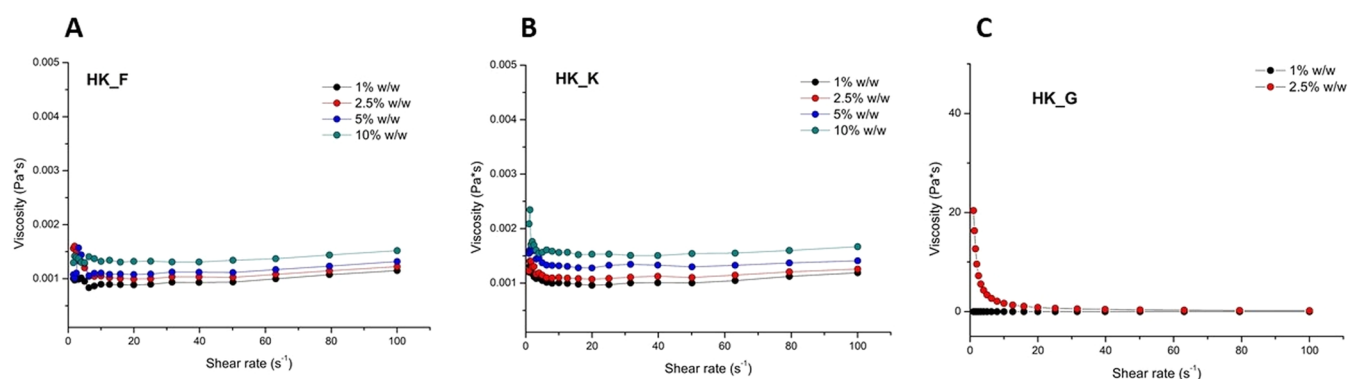 A
HK_F
1% w/w
2.5% w/w
5% w/w
10% w/w
0.005
0.004
0.003
0.002
0.001
Viscosity (Pa*s)
0 20 40 60 80 100
Shear rate (s⁻¹)
B
HK_K
1% w/w
2.5% w/w
5% w/w
10% w/w
0.005
0.004
0.003
0.002
0.001
Viscosity (Pa*s)
0 20 40 60 80 100
Shear rate (s⁻¹)
C
HK_G
1% w/w
2.5% w/w
40
20
0
Viscosity (Pa*s)
0 20 40 60 80 100
Shear rate (s⁻¹)